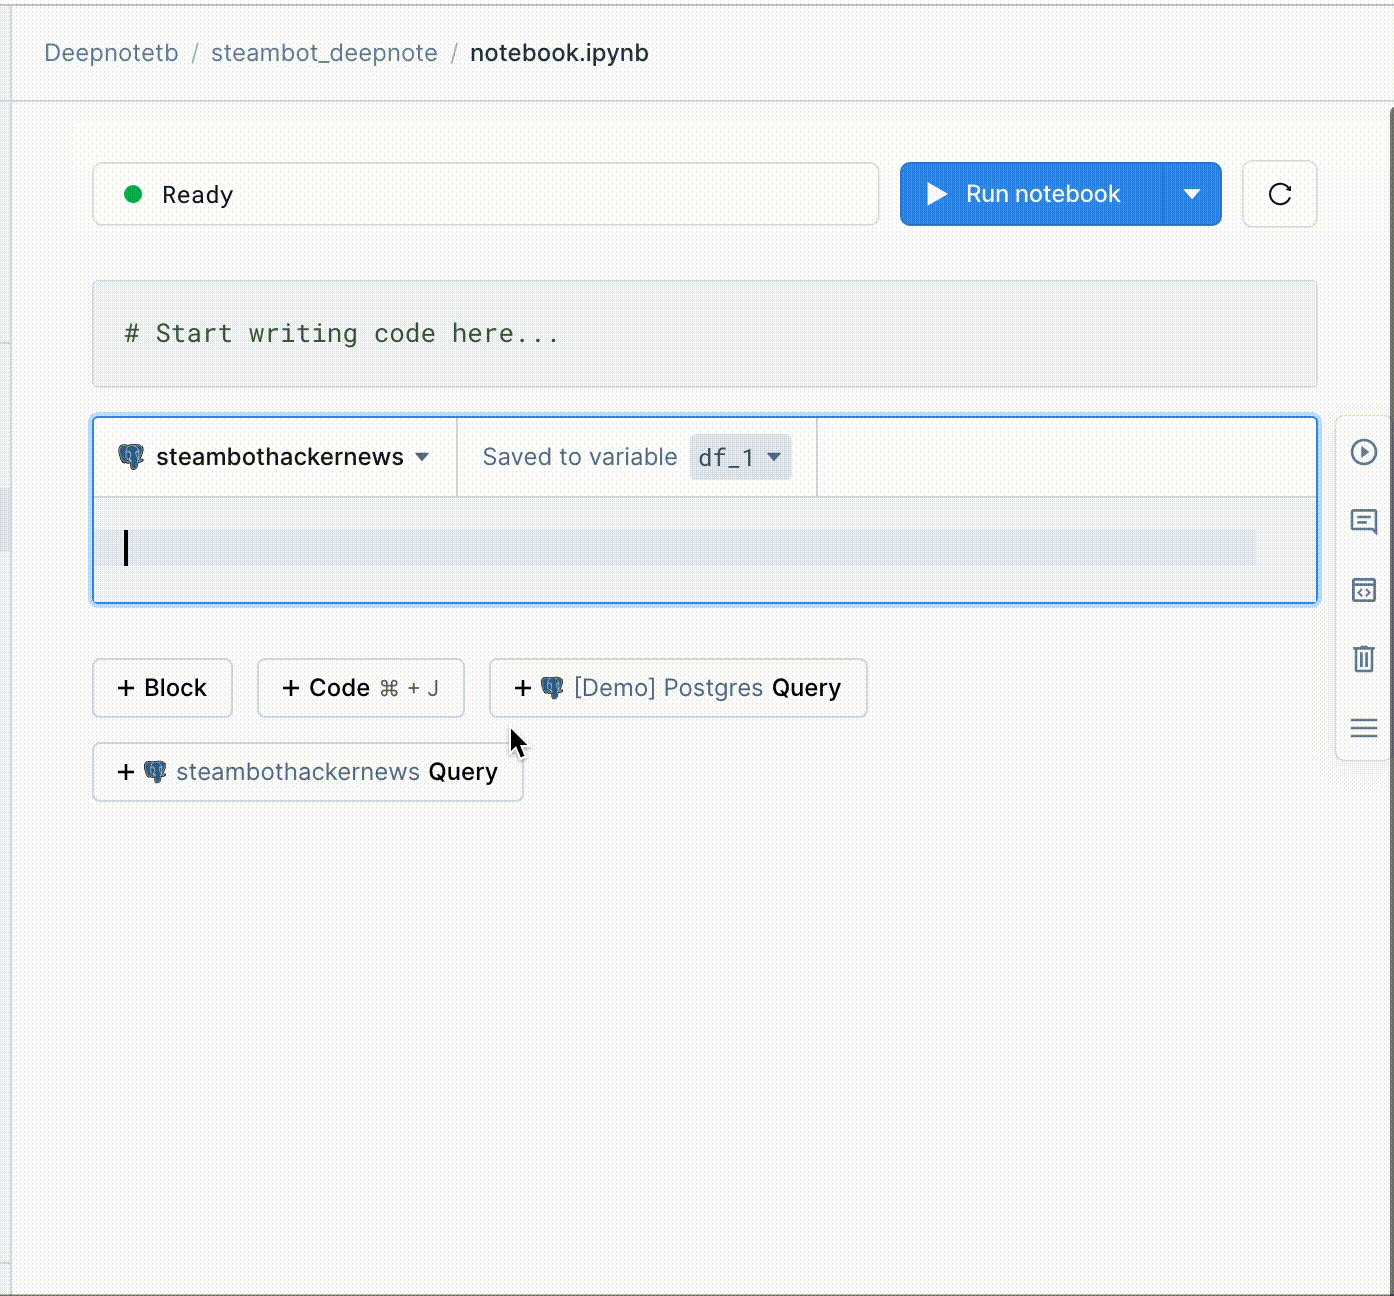 Deepnotetb / steambot_deepnote / notebook.ipynb
Ready
Run notebook
# Start writing code here...
steambothackernews
Saved to variable df_1
+ Block
+ Code ⌘ + J
+ [Demo] Postgres Query
+ steambothackernews Query